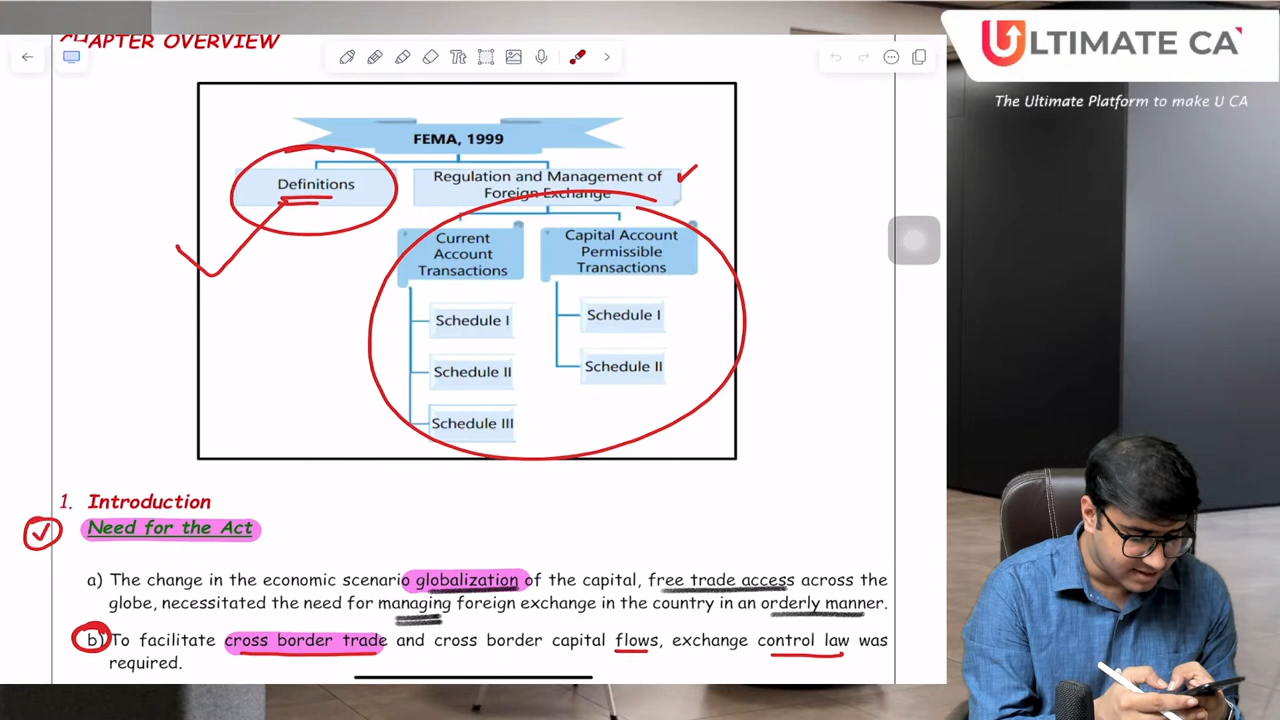 CHAPTER OVERVIEW
ULTIMATE CA
The Ultimate Platform to make U CA
FEMA, 1999
Definitions
Regulation and Management of
Foreign Exchange
Current
Account
Transactions
Capital Account
Permissible
Transactions
Schedule I
Schedule II
Schedule III
Schedule I
Schedule II
1. Introduction
Need for the Act
a) The change in the economic scenario globalization of the capital, free trade access across the
globe, necessitated the need for managing foreign exchange in the country in an orderly manner.
b) To facilitate cross border trade and cross border capital flows, exchange control law was
required.